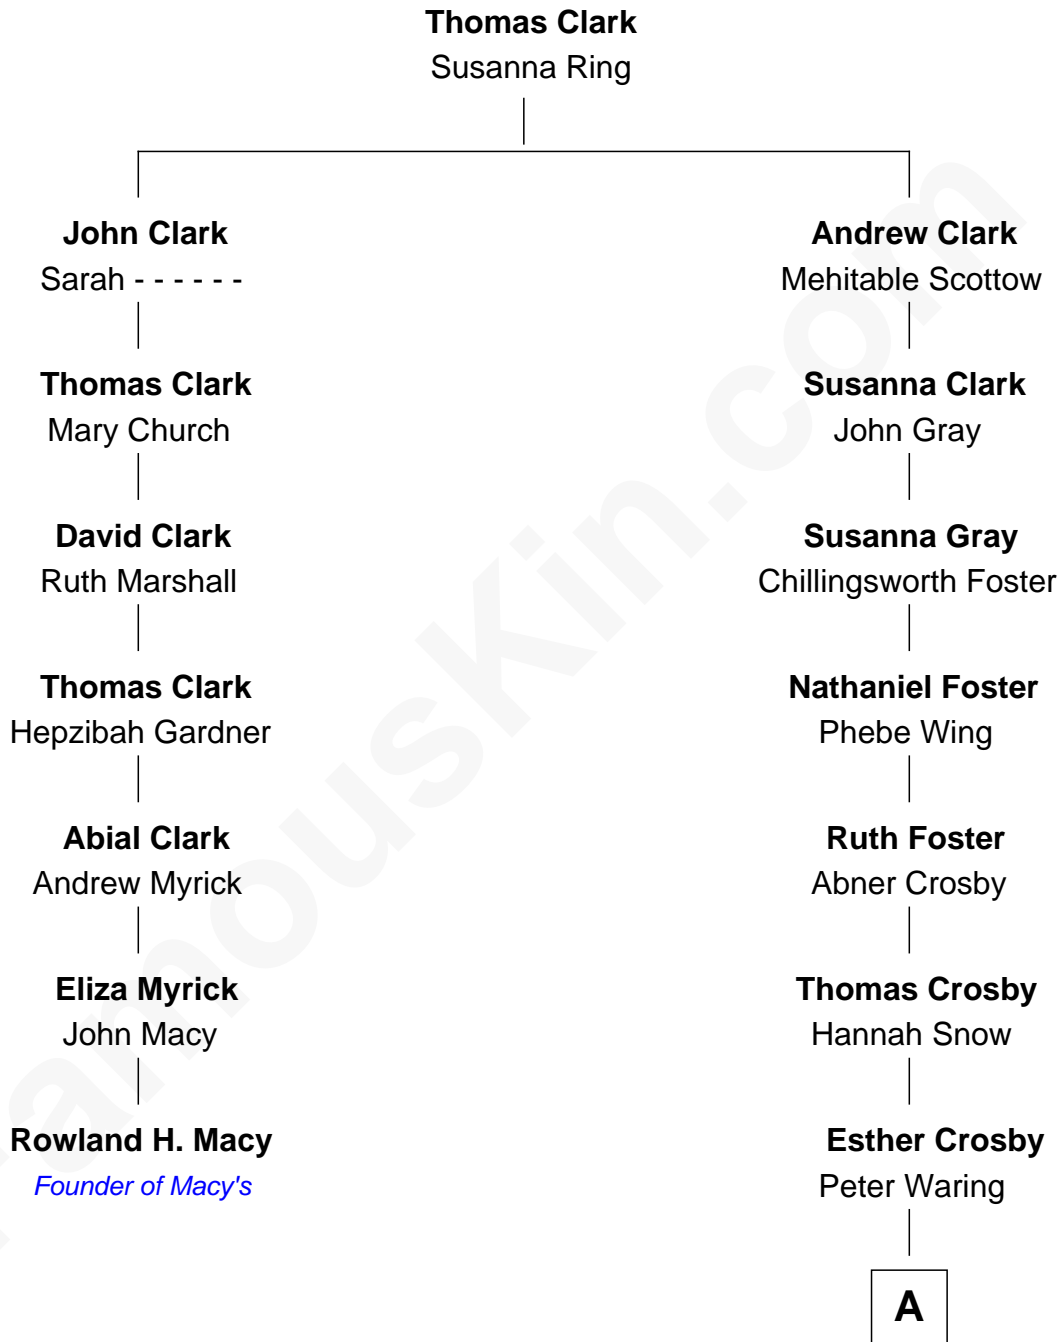 Thomas Clark
Susanna Ring
John Clark
Sarah - - - - - -
Andrew Clark
Mehitable Scottow
Thomas Clark
Mary Church
Susanna Clark
John Gray
David Clark
Ruth Marshall
Susanna Gray
Chillingsworth Foster
Thomas Clark
Hepzibah Gardner
Nathaniel Foster
Phebe Wing
Abial Clark
Andrew Myrick
Ruth Foster
Abner Crosby
Eliza Myrick
John Macy
Thomas Crosby
Hannah Snow
Rowland H. Macy
Founder of Macy's
Esther Crosby
Peter Waring
A
FamousKin.com